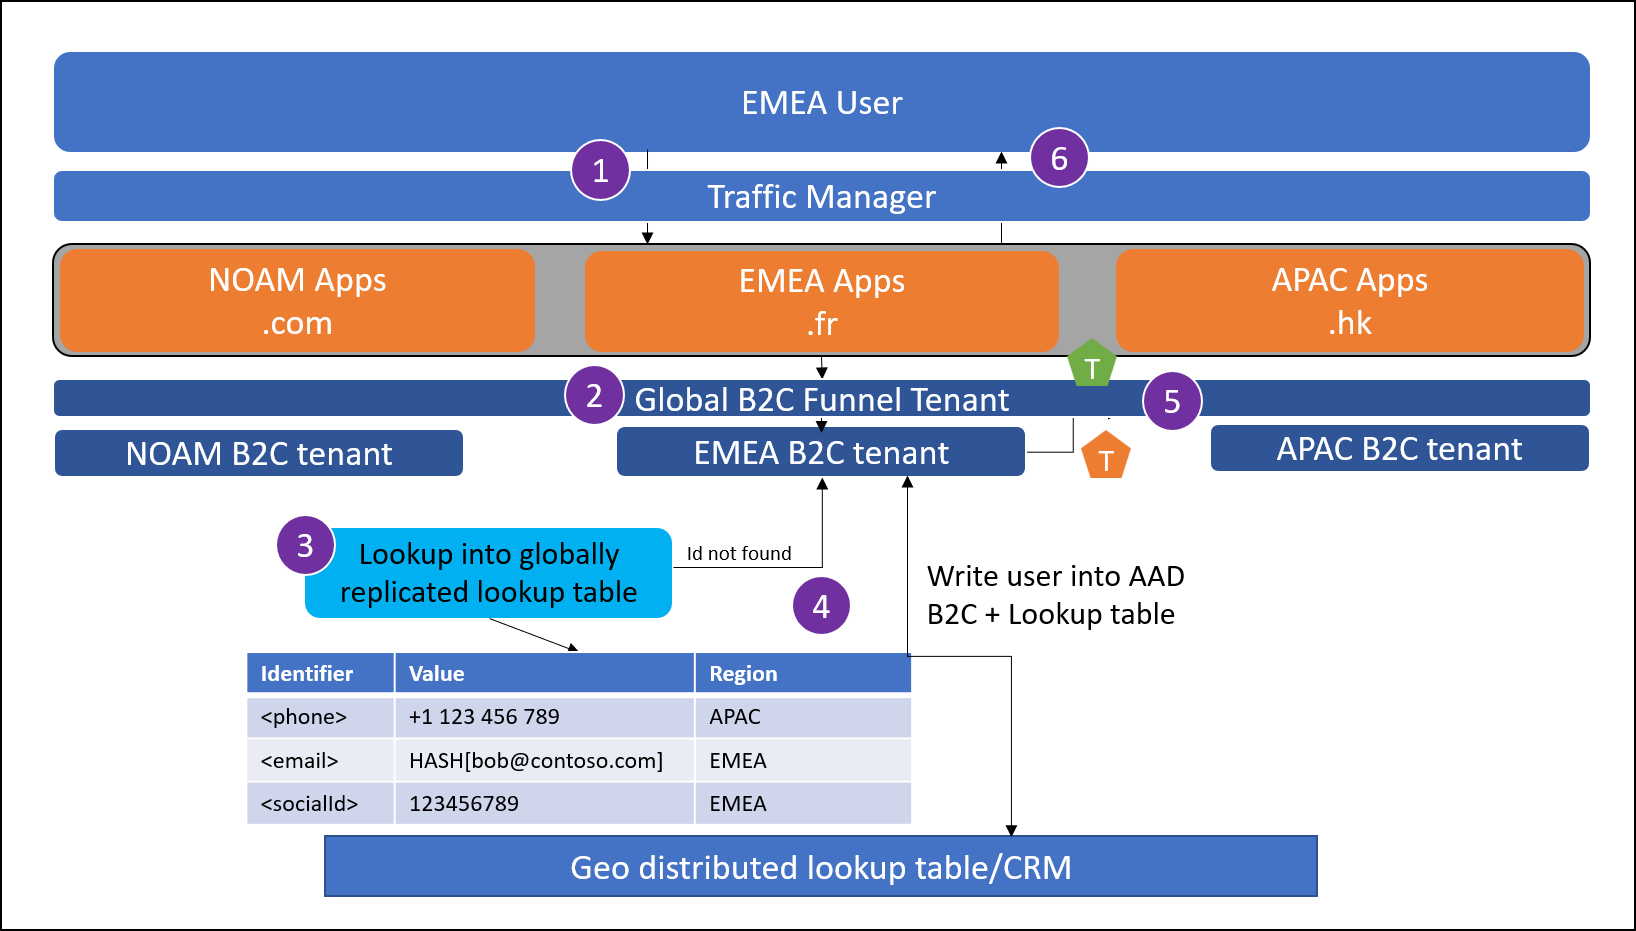 EMEA User
1
6
Traffic Manager
NOAM Apps
.com
EMEA Apps
.fr
APAC Apps
.hk
T
2
Global B2C Funnel Tenant
5
NOAM B2C tenant
EMEA B2C tenant
T
APAC B2C tenant
3
Lookup into globally
replicated lookup table
Id not found
4
Write user into AAD
B2C + Lookup table
Identifier Value Region
<phone> +1 123 456 789 APAC
<email> HASH[bob@contoso.com] EMEA
<socialId> 123456789 EMEA
Geo distributed lookup table/CRM